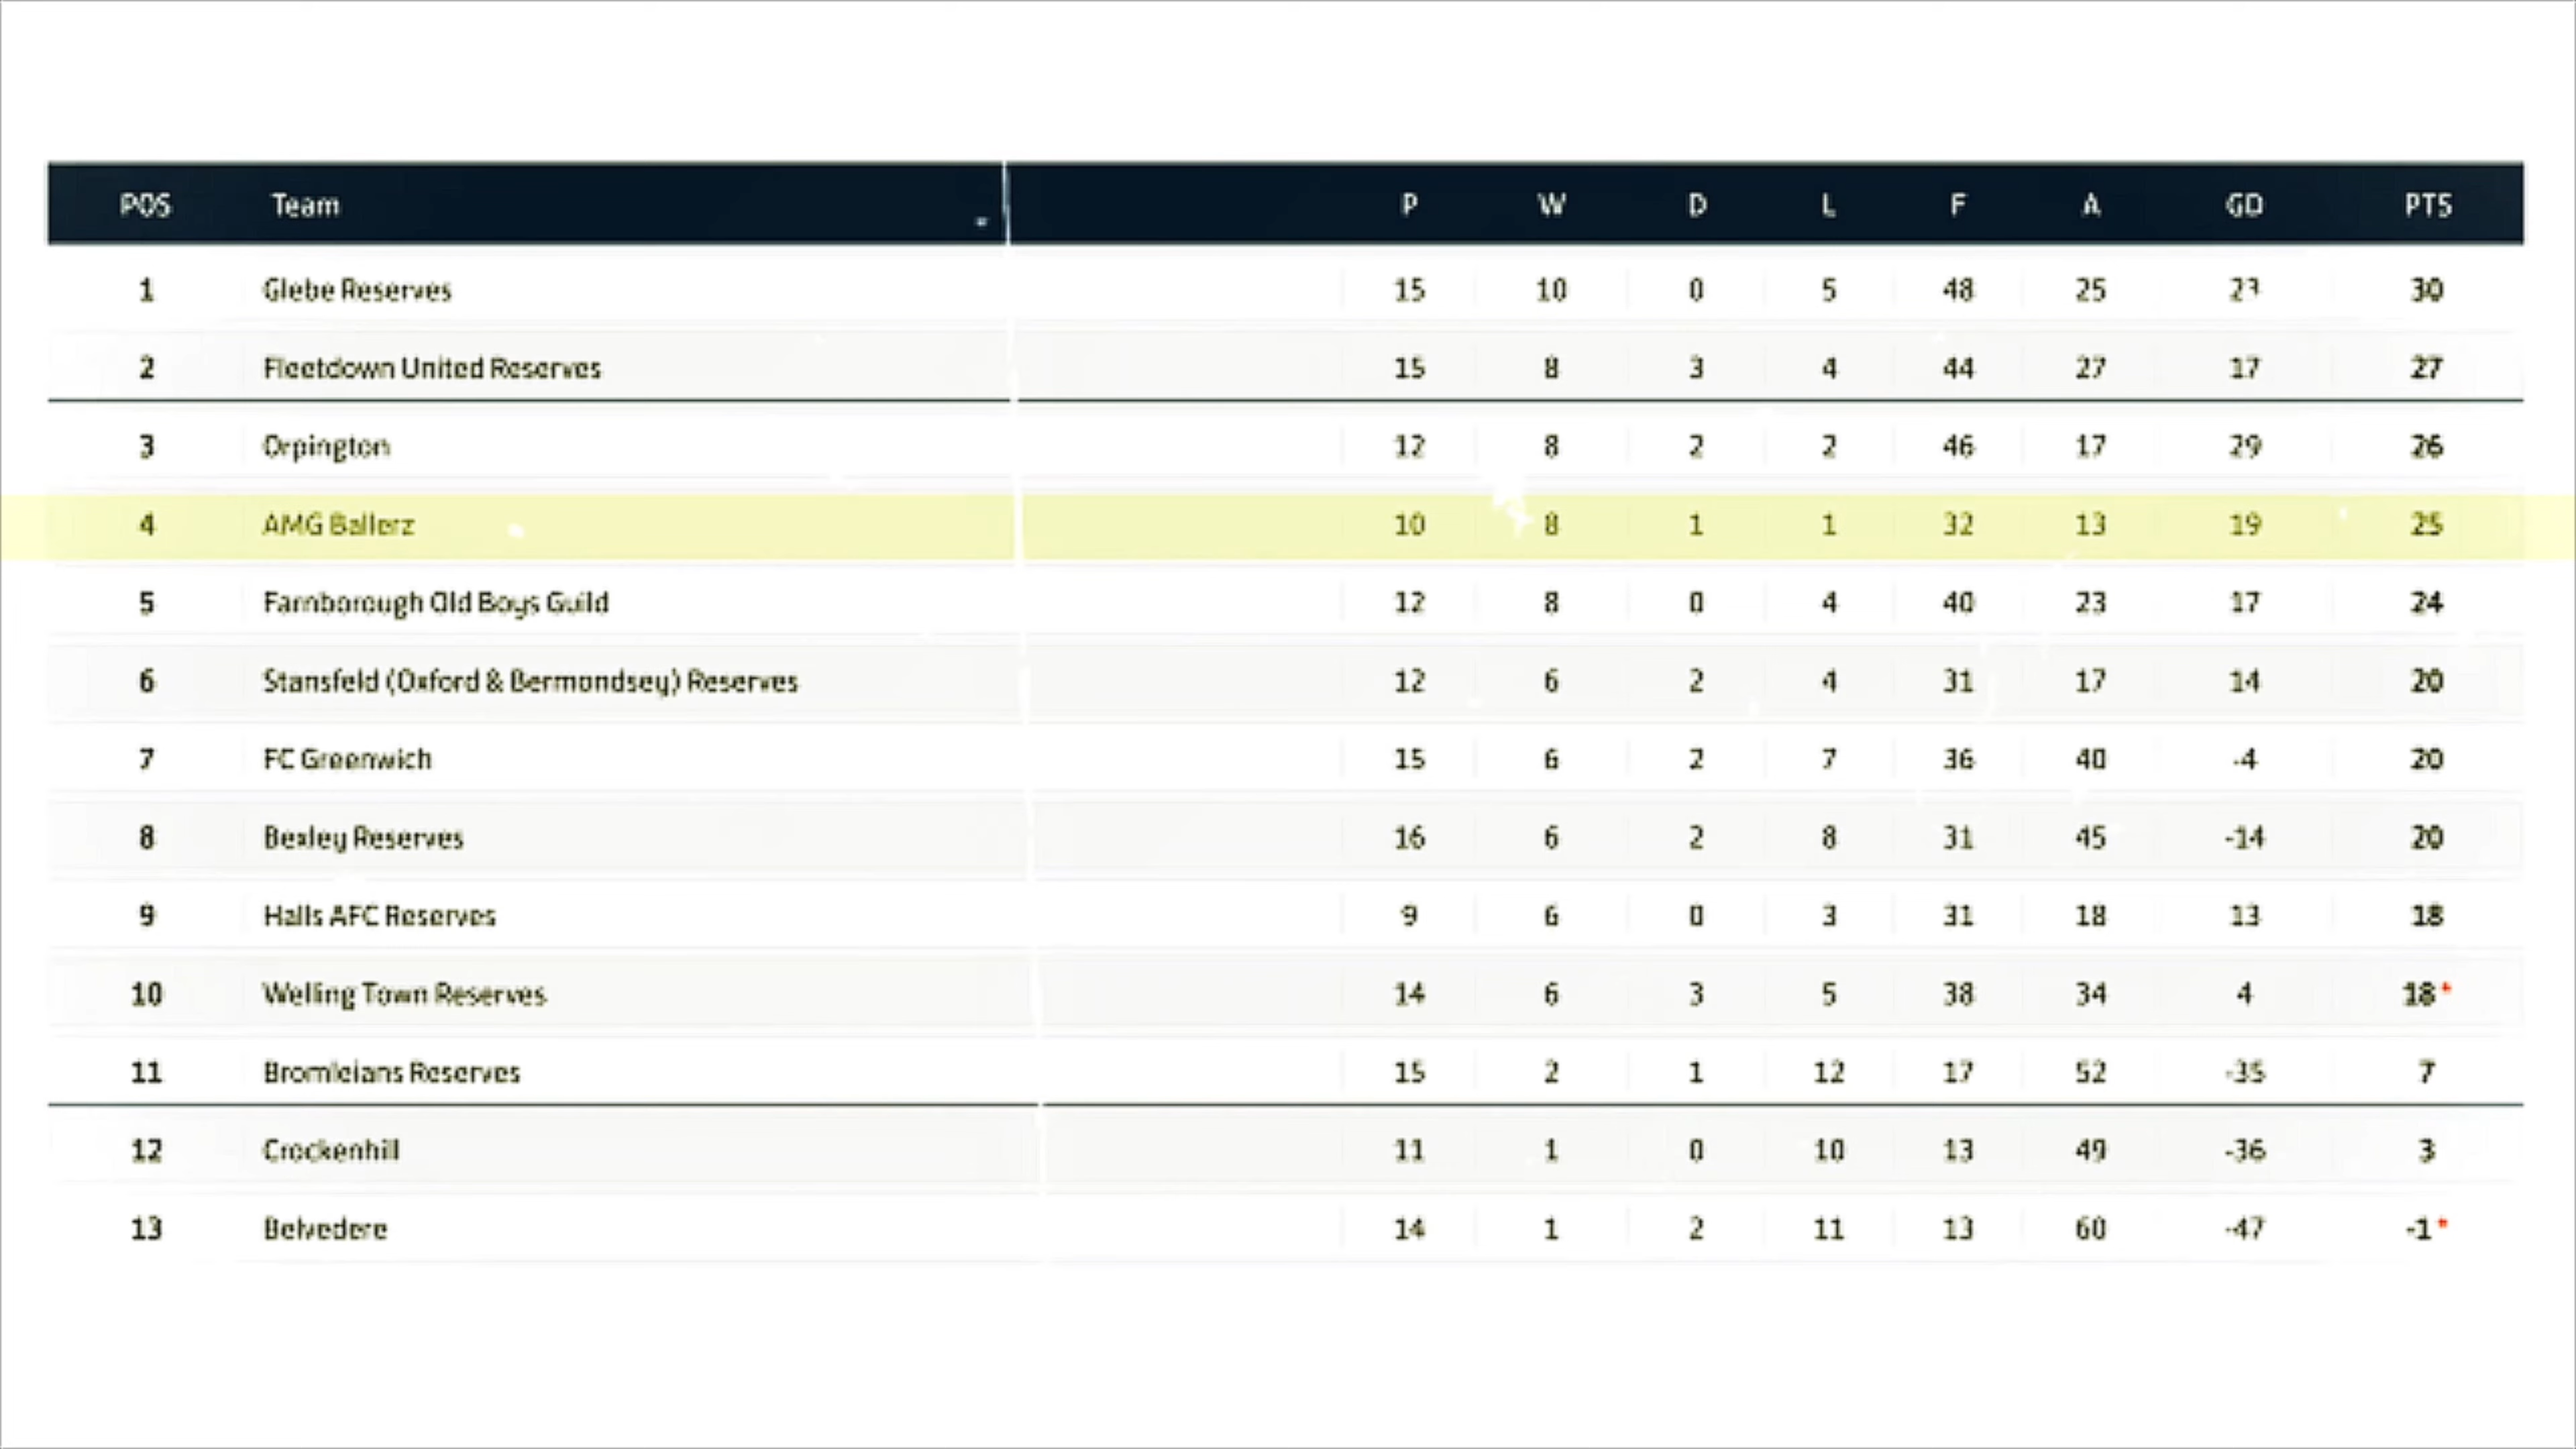 POS Team P W D L F A GD PTS
1 Glebe Reserves 15 10 0 5 48 25 23 30
2 Fleetdown United Reserves 15 8 3 4 44 27 17 27
3 Orpington 12 8 2 2 46 17 29 26
4 AMG Ballerz 10 8 1 1 32 13 19 25
5 Farnborough Old Boys Guild 12 8 0 4 40 23 17 24
6 Stansfeld (Oxford & Bermondsey) Reserves 12 6 2 4 31 17 14 20
7 FC Greenwich 15 6 2 7 36 40 -4 20
8 Bexley Reserves 16 6 2 8 31 45 -14 20
9 Halls AFC Reserves 9 6 0 3 31 18 13 18
10 Welling Town Reserves 14 6 3 5 38 34 4 18*
11 Bromleians Reserves 15 2 1 12 17 52 -35 7
12 Crockenhill 11 1 0 10 13 49 -36 3
13 Belvedere 14 1 2 11 13 60 -47 -1*